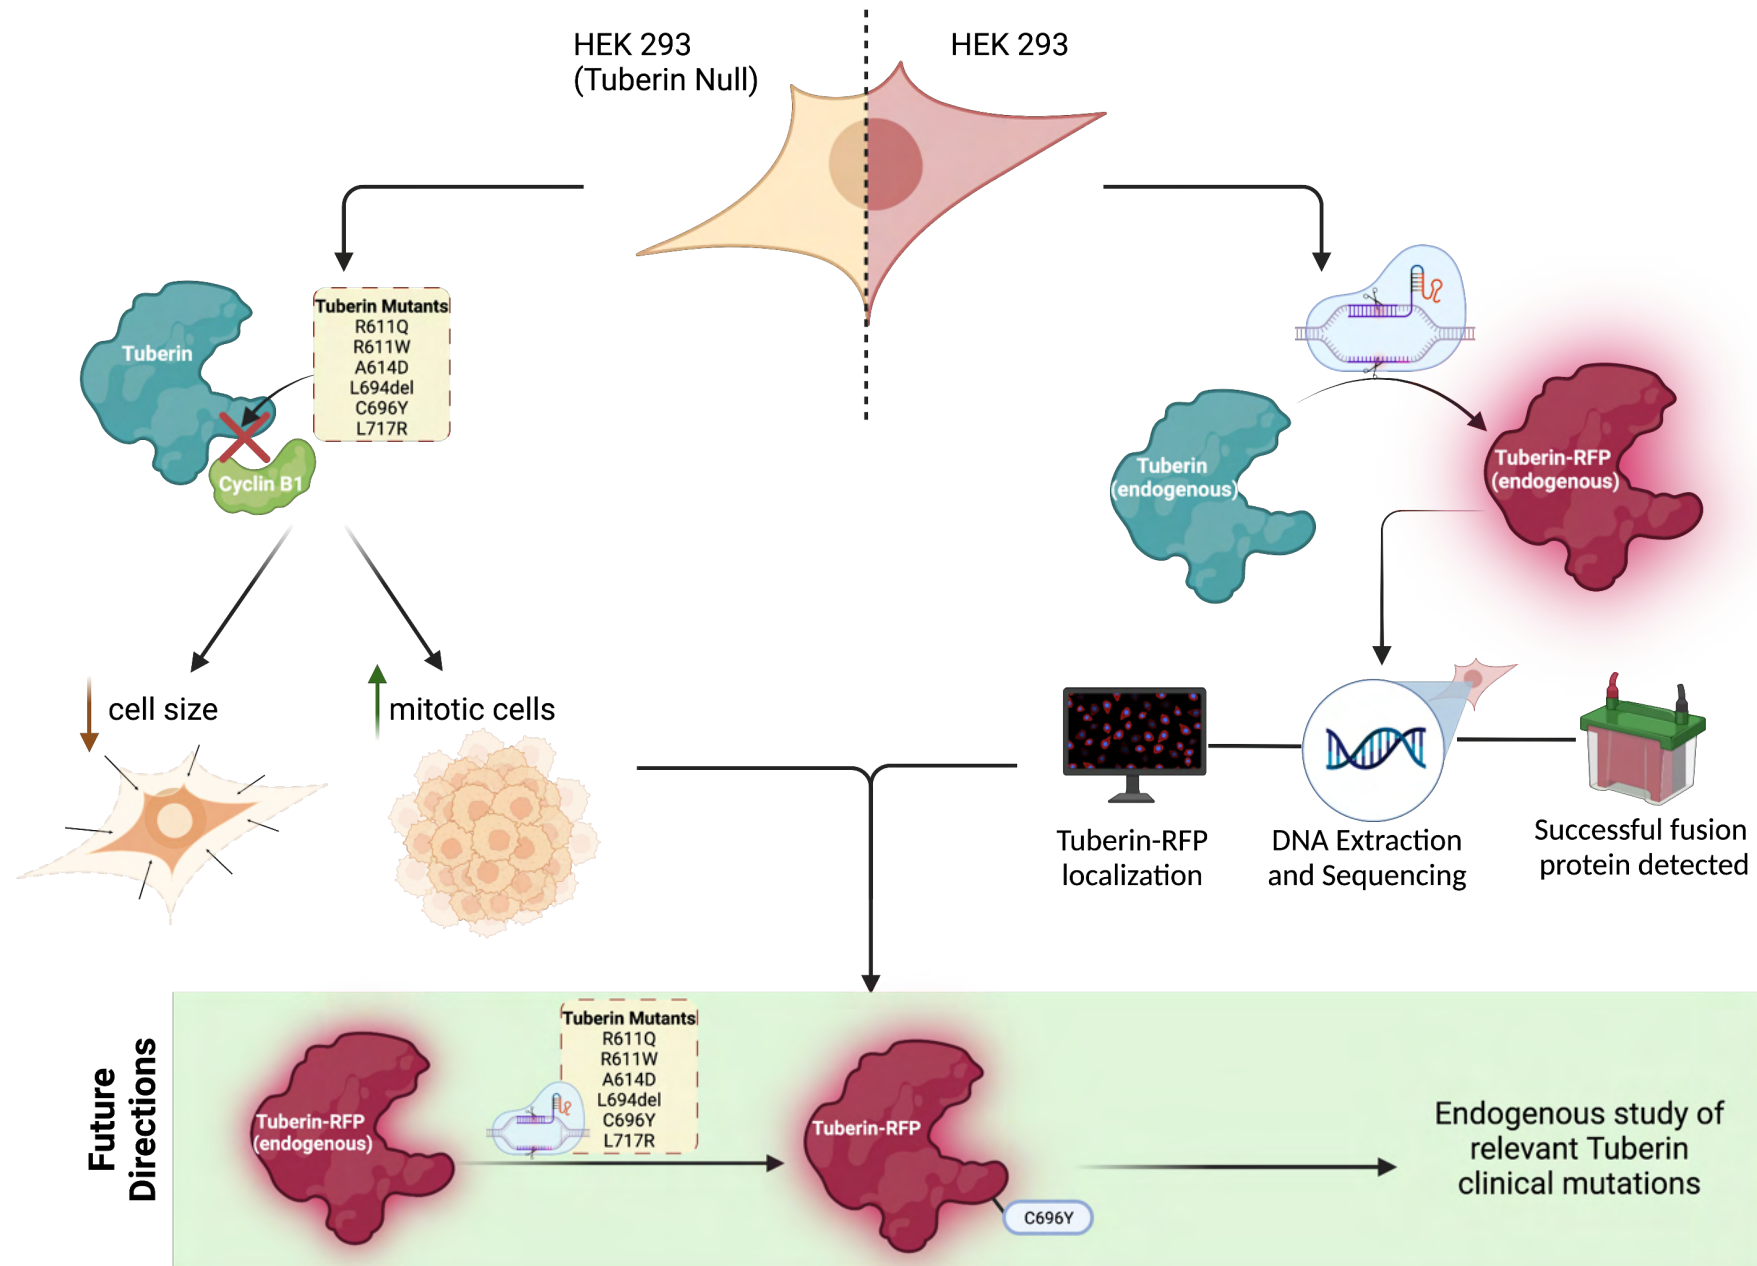 HEK 293
(Tuberin Null)
HEK 293
Tuberin
Tuberin Mutants
R611Q
R611W
A614D
L694del
C696Y
L717R
Cyclin B1
Tuberin
(endogenous)
Tuberin-RFP
(endogenous)
cell size
mitotic cells
Tuberin-RFP
localization
DNA Extraction
and Sequencing
Successful fusion
protein detected
Future
Directions
Tuberin-RFP
(endogenous)
Tuberin Mutants
R611Q
R611W
A614D
L694del
C696Y
L717R
Tuberin-RFP
C696Y
Endogenous study of
relevant Tuberin
clinical mutations